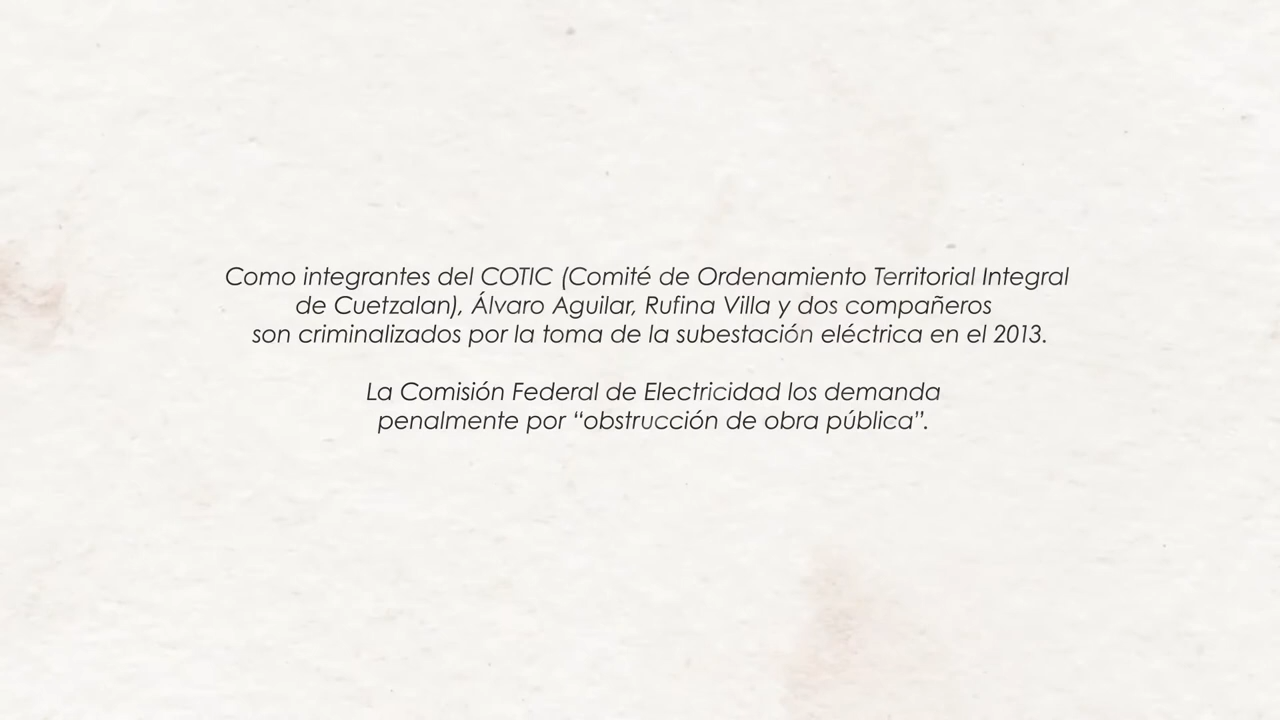 Como integrantes del COTIC (Comité de Ordenamiento Territorial Integral
de Cuetzalan), Álvaro Aguilar, Rufina Villa y dos compañeros
son criminalizados por la toma de la subestación eléctrica en el 2013.
La Comisión Federal de Electricidad los demanda
penalmente por “obstrucción de obra pública”.